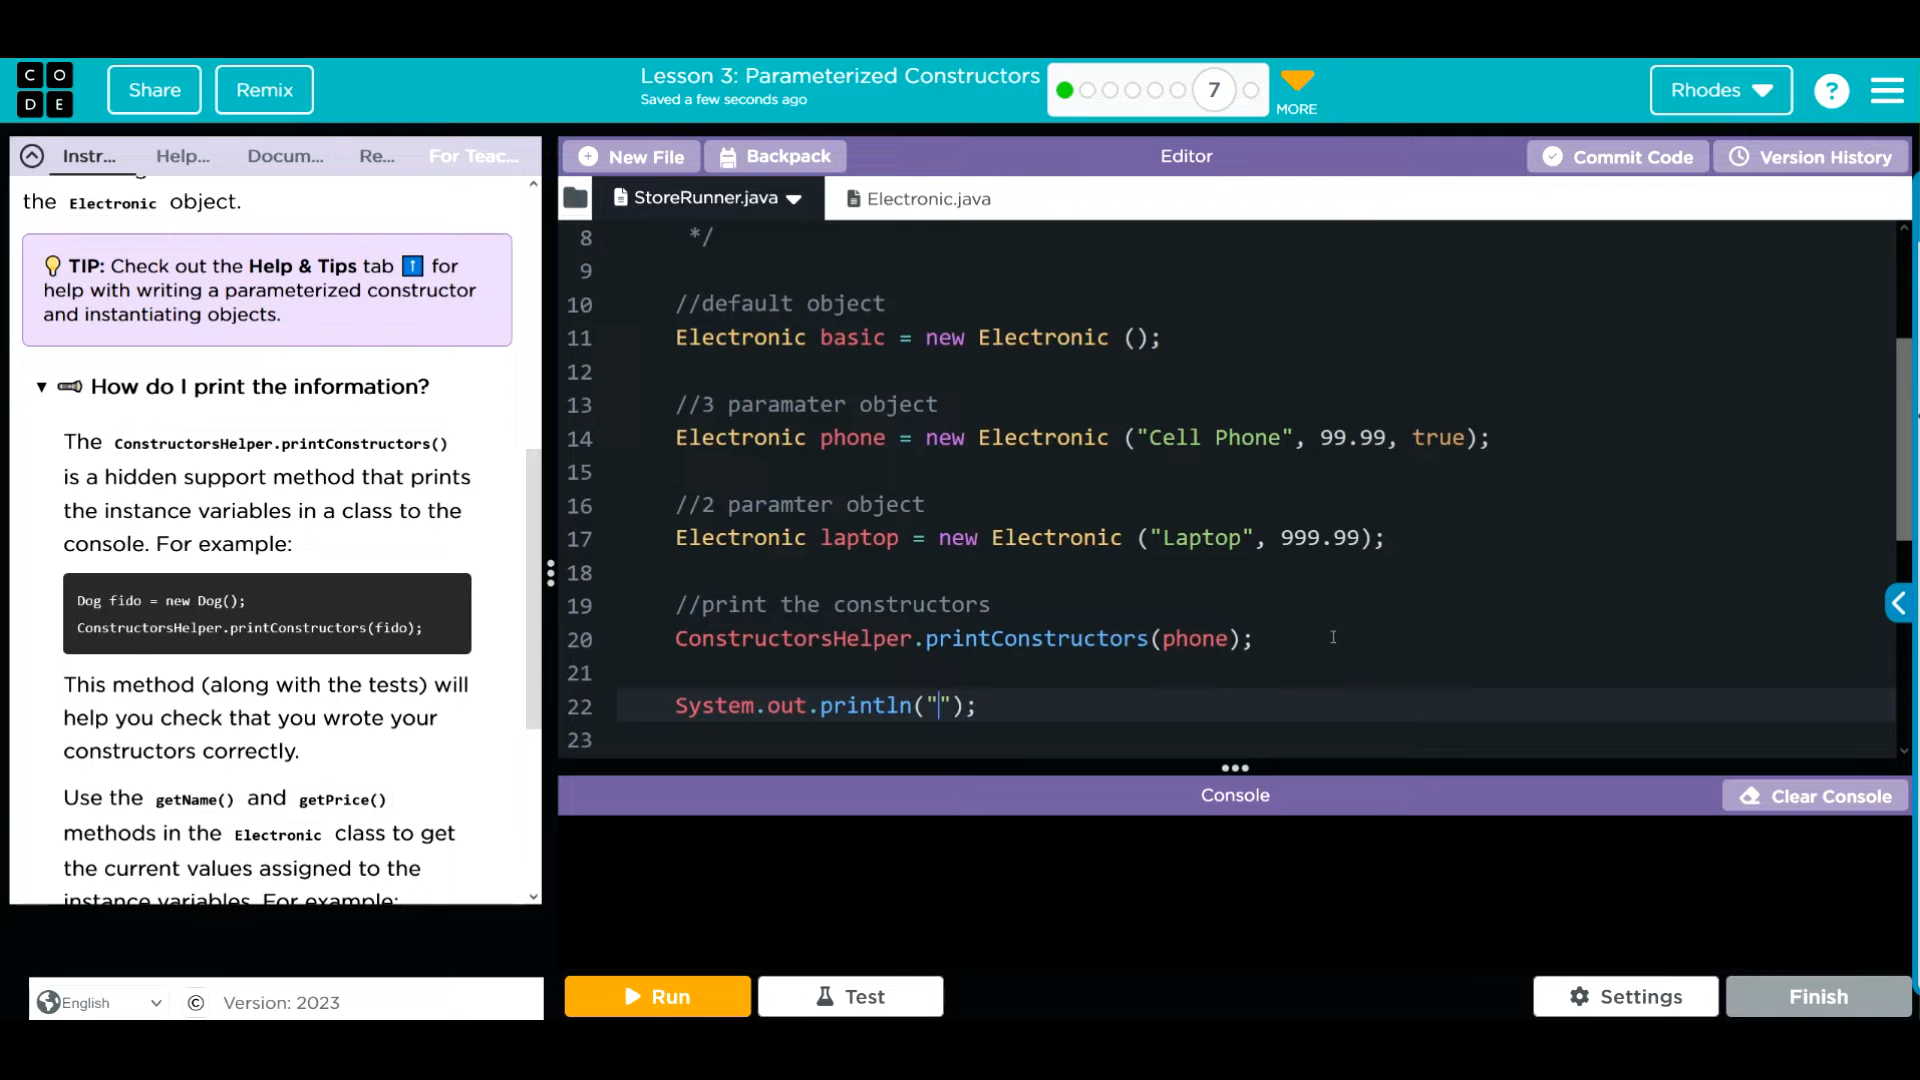 C O
D E
Share
Remix
Lesson 3: Parameterized Constructors
Saved a few seconds ago
7
MORE
Rhodes
?
Instr...
Help...
Docum...
Re...
For Teac...
the Electronic object.
TIP: Check out the Help & Tips tab ↑ for
help with writing a parameterized constructor
and instantiating objects.
▼ How do I print the information?
The ConstructorsHelper.printConstructors()
is a hidden support method that prints
the instance variables in a class to the
console. For example:
Dog fido = new Dog();
ConstructorsHelper.printConstructors(fido);
This method (along with the tests) will
help you check that you wrote your
constructors correctly.
Use the getName() and getPrice()
methods in the Electronic class to get
the current values assigned to the
instance variables. For example:
English
© Version: 2023
New File
Backpack
Editor
Commit Code
Version History
StoreRunner.java
Electronic.java
8 */
9
10 //default object
11 Electronic basic = new Electronic ();
12
13 //3 paramater object
14 Electronic phone = new Electronic ("Cell Phone", 99.99, true);
15
16 //2 paramter object
17 Electronic laptop = new Electronic ("Laptop", 999.99);
18
19 //print the constructors
20 ConstructorsHelper.printConstructors(phone);
21
22 System.out.println("");
23
Console
Clear Console
Run
Test
Settings
Finish